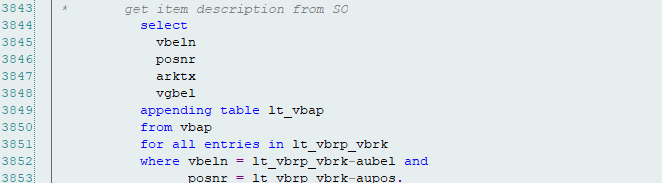 3843 * get item description from SO
3844 select
3845 vbeln
3846 posnr
3847 arktx
3848 vgbel
3849 appending table lt_vbap
3850 from vbap
3851 for all entries in lt_vbrp_vbrk
3852 where vbeln = lt_vbrp_vbrk-aubel and
3853 posnr = lt_vbrp_vbrk-aupos.